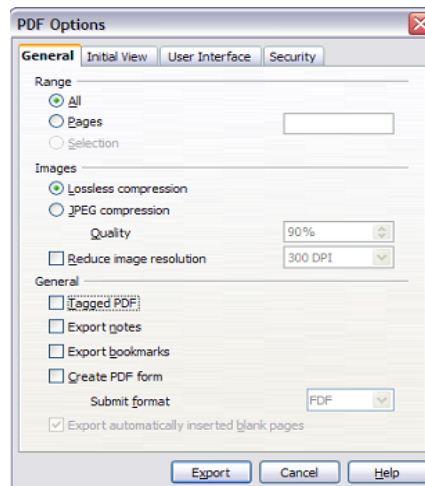 PDF Options
General Initial View User Interface Security
Range
All
Pages
Selection
Images
Lossless compression
JPEG compression
Quality 90%
Reduce image resolution 300 DPI
General
Tagged PDF
Export notes
Export bookmarks
Create PDF form
Submit format FDF
Export automatically inserted blank pages
Export Cancel Help